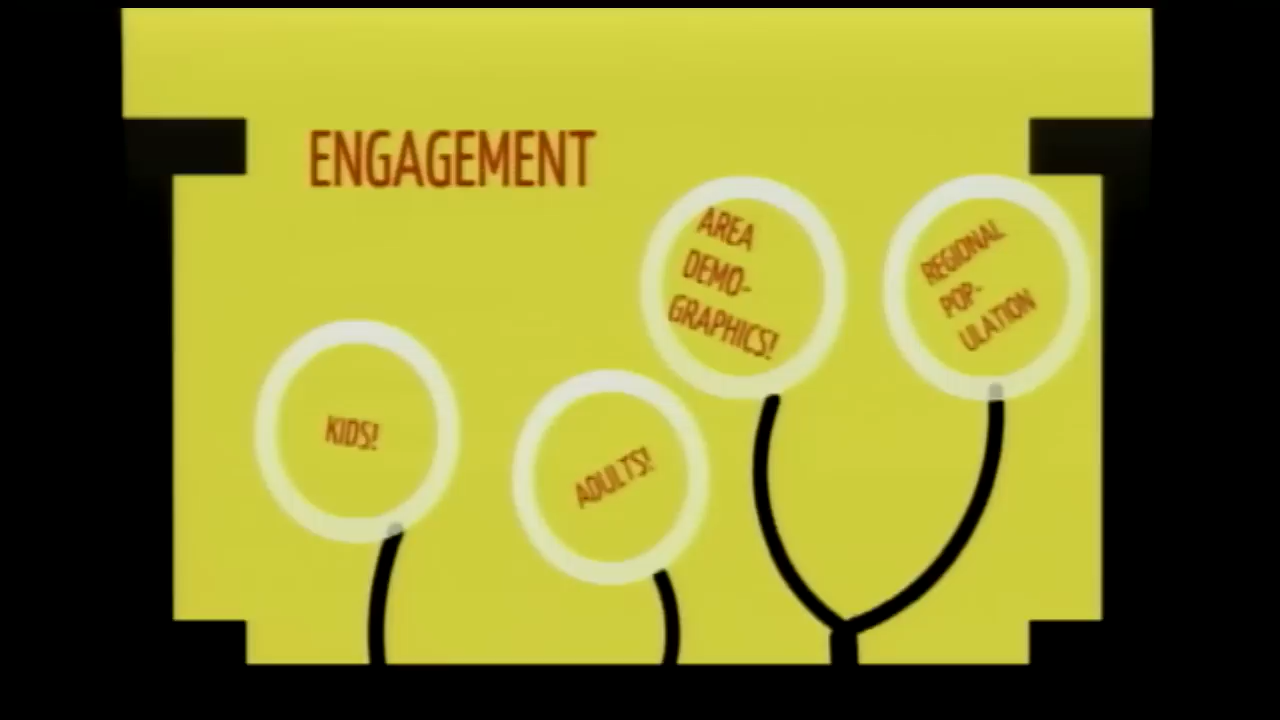 ENGAGEMENT
AREA
DEMO-
GRAPHICS!
REGIONAL
POP-
ULATION
KIDS!
ADULTS!